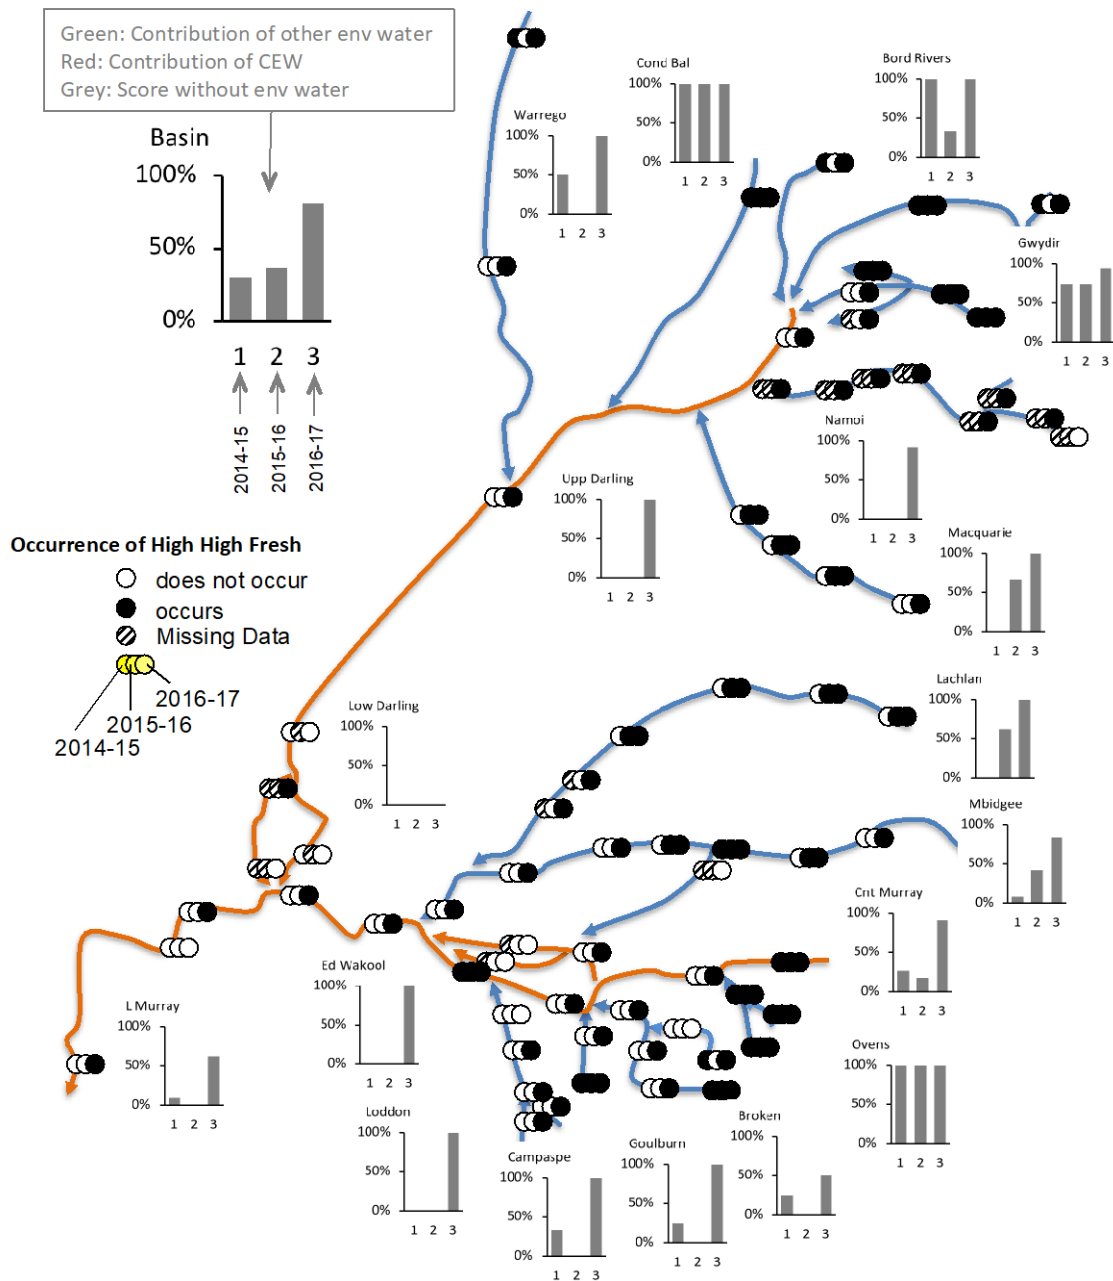 Green: Contribution of other env water
Red: Contribution of CEW
Grey: Score without env water
Basin
100%
50%
0%
1 2 3
2014-15
2015-16
2016-17
Warrego
100%
50%
0%
1 2 3
Cond Bal
100%
50%
0%
1 2 3
Bord Rivers
100%
50%
0%
1 2 3
Gwydir
100%
50%
0%
1 2 3
Namoi
100%
50%
0%
1 2 3
Upp Darling
100%
50%
0%
1 2 3
Macquarie
100%
50%
0%
1 2 3
Occurrence of High High Fresh
does not occur
occurs
Missing Data
2016-17
2015-16
2014-15
Low Darling
100%
50%
0%
1 2 3
Lachlan
100%
50%
0%
1 2 3
Mbidgee
100%
50%
0%
1 2 3
Cnt Murray
100%
50%
0%
1 2 3
Ed Wakool
100%
50%
0%
1 2 3
L Murray
100%
50%
0%
1 2 3
Ovens
100%
50%
0%
1 2 3
Loddon
100%
50%
0%
1 2 3
Campaspe
100%
50%
0%
1 2 3
Goulburn
100%
50%
0%
1 2 3
Broken
100%
50%
0%
1 2 3